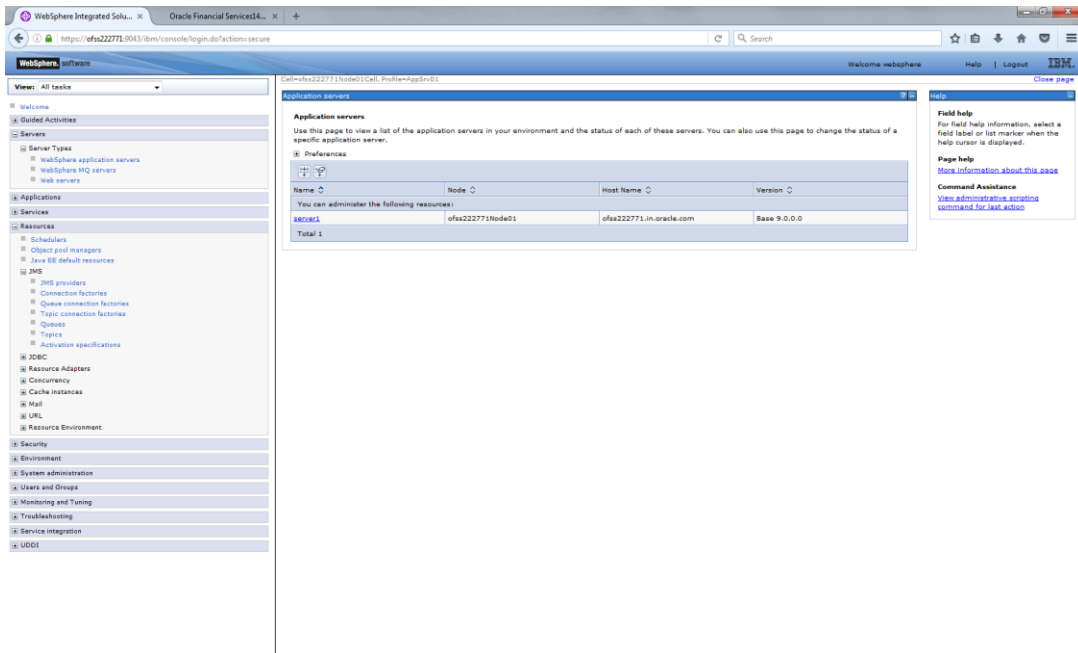 WebSphere Integrated Solu...
Oracle Financial Services14...
https://ofss222771:9043/ibm/console/login.do?action=secure
Search
WebSphere. software
Welcome websphere
Help | Logout
IBM.
View: All tasks
Cell=ofss222771Node01Cell, Profile=AppSrv01
Close page
Welcome
Guided Activities
Servers
Server Types
WebSphere application servers
WebSphere MQ servers
Web servers
Applications
Services
Resources
Schedulers
Object pool managers
Java EE default resources
JMS
JMS providers
Connection factories
Queue connection factories
Topic connection factories
Queues
Topics
Activation specifications
JDBC
Resource Adapters
Concurrency
Cache instances
Mail
URL
Resource Environment
Security
Environment
System administration
Users and Groups
Monitoring and Tuning
Troubleshooting
Service integration
UDDI
Application servers
Application servers
Use this page to view a list of the application servers in your environment and the status of each of these servers. You can also use this page to change the status of a
specific application server.
Preferences
Name Node Host Name Version
You can administer the following resources:
server1 ofss222771Node01 ofss222771.in.oracle.com Base 9.0.0.0
Total 1
Help
Field help
For field help information, select a
field label or list marker when the
help cursor is displayed.
Page help
More information about this page
Command Assistance
View administrative scripting
command for last action